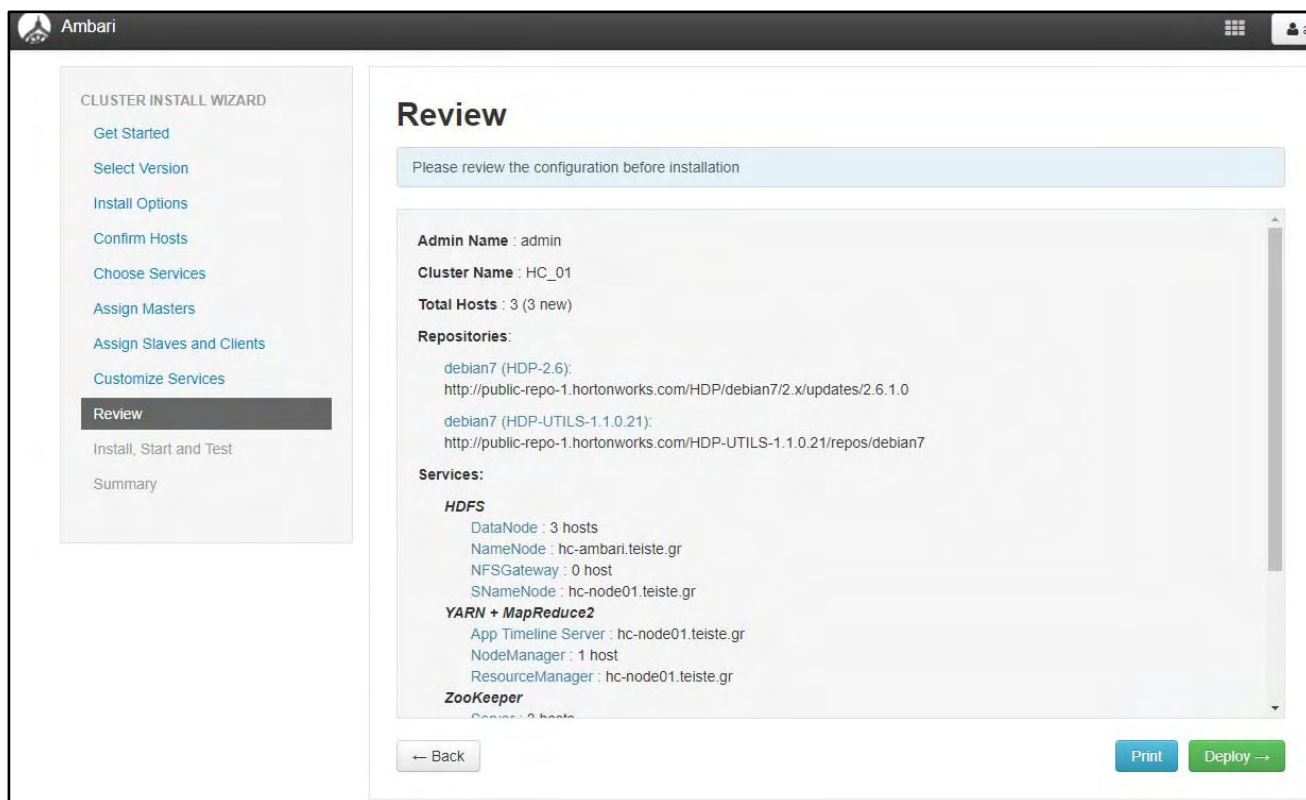 Ambari
a
CLUSTER INSTALL WIZARD
Get Started
Select Version
Install Options
Confirm Hosts
Choose Services
Assign Masters
Assign Slaves and Clients
Customize Services
Review
Install, Start and Test
Summary
Review
Please review the configuration before installation
Admin Name : admin
Cluster Name : HC_01
Total Hosts : 3 (3 new)
Repositories:
debian7 (HDP-2.6):
http://public-repo-1.hortonworks.com/HDP/debian7/2.x/updates/2.6.1.0
debian7 (HDP-UTILS-1.1.0.21):
http://public-repo-1.hortonworks.com/HDP-UTILS-1.1.0.21/repos/debian7
Services:
HDFS
DataNode : 3 hosts
NameNode : hc-ambari.teiste.gr
NFSGateway : 0 host
SNameNode : hc-node01.teiste.gr
YARN + MapReduce2
App Timeline Server : hc-node01.teiste.gr
NodeManager : 1 host
ResourceManager : hc-node01.teiste.gr
ZooKeeper
← Back
Print
Deploy →